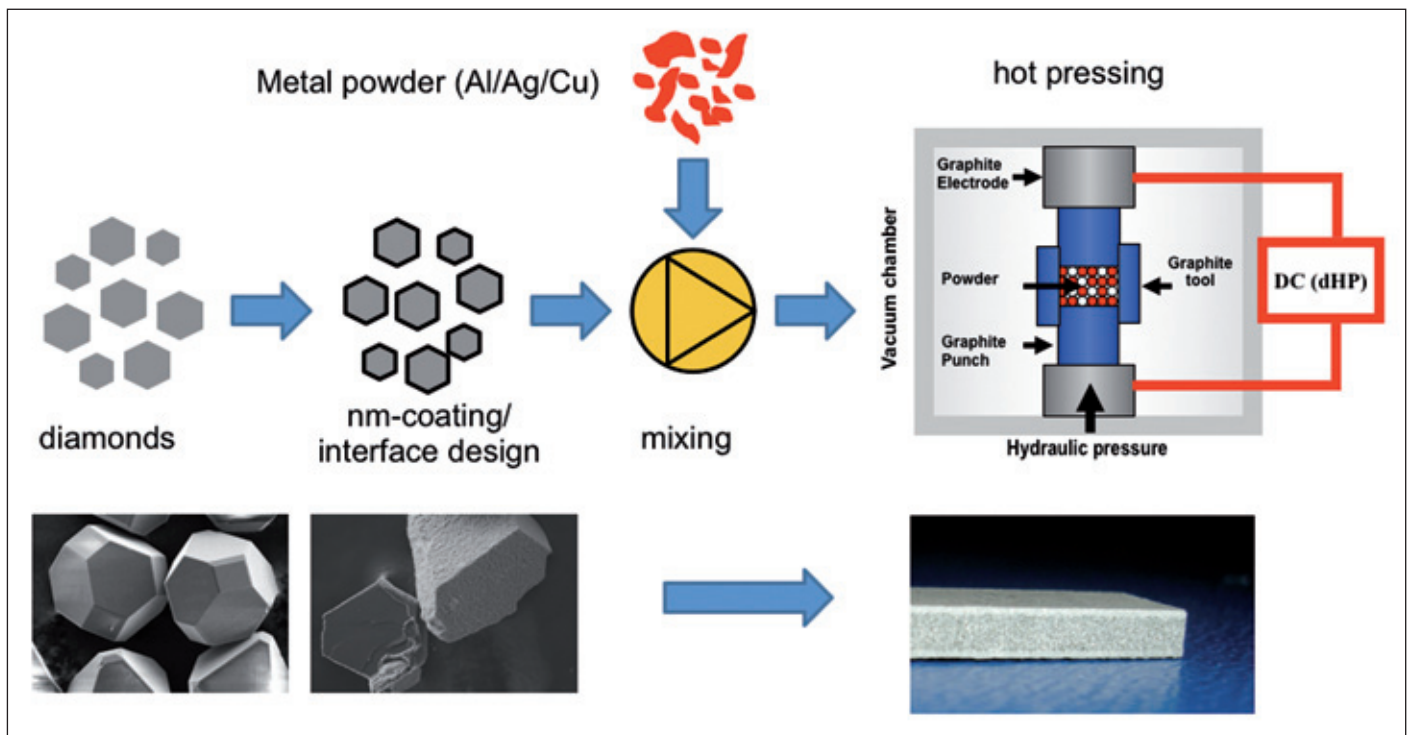 Metal powder (Al/Ag/Cu)
hot pressing
Graphite
Electrode
Vacuum chamber
Powder
Graphite
tool
DC (dHP)
Graphite
Punch
Hydraulic pressure
diamonds
nm-coating/
interface design
mixing